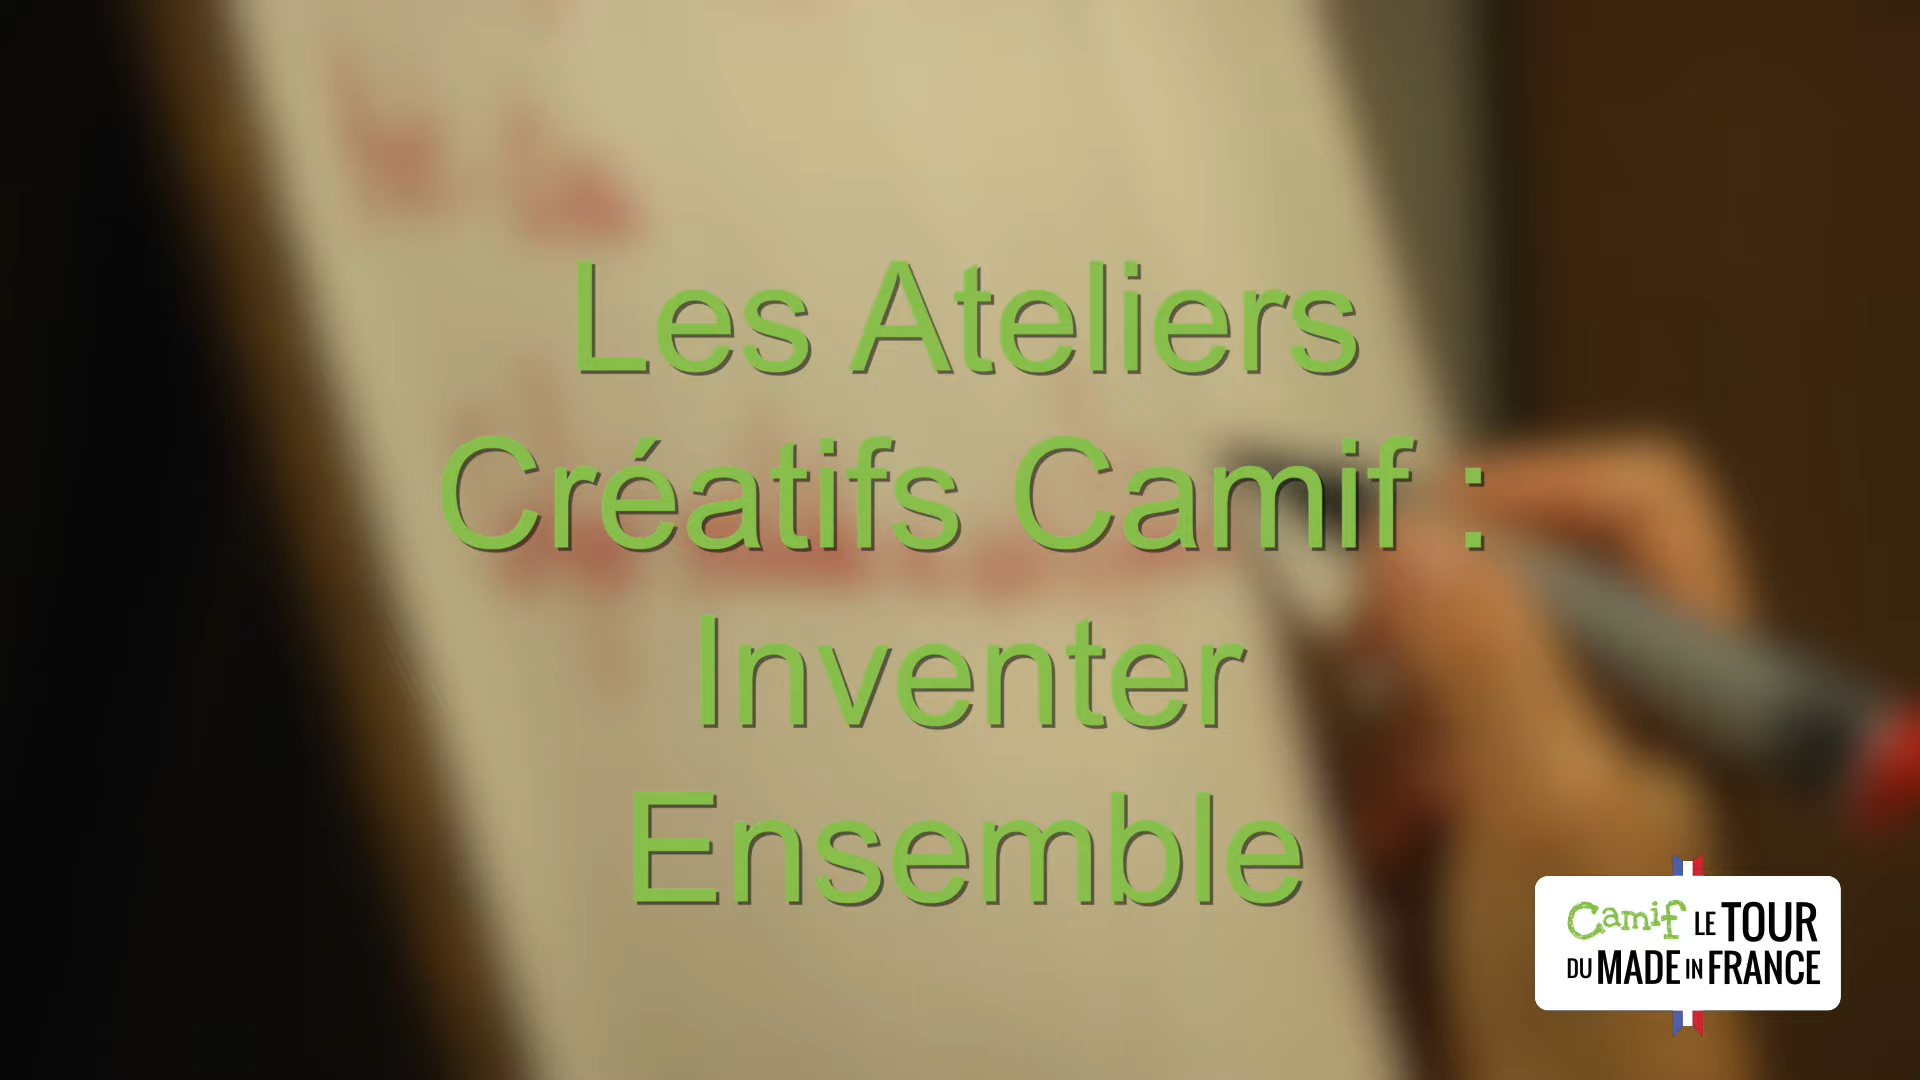 Les Ateliers
Créatifs Camif :
Inventer
Ensemble
Camif LE TOUR
DU MADE IN FRANCE